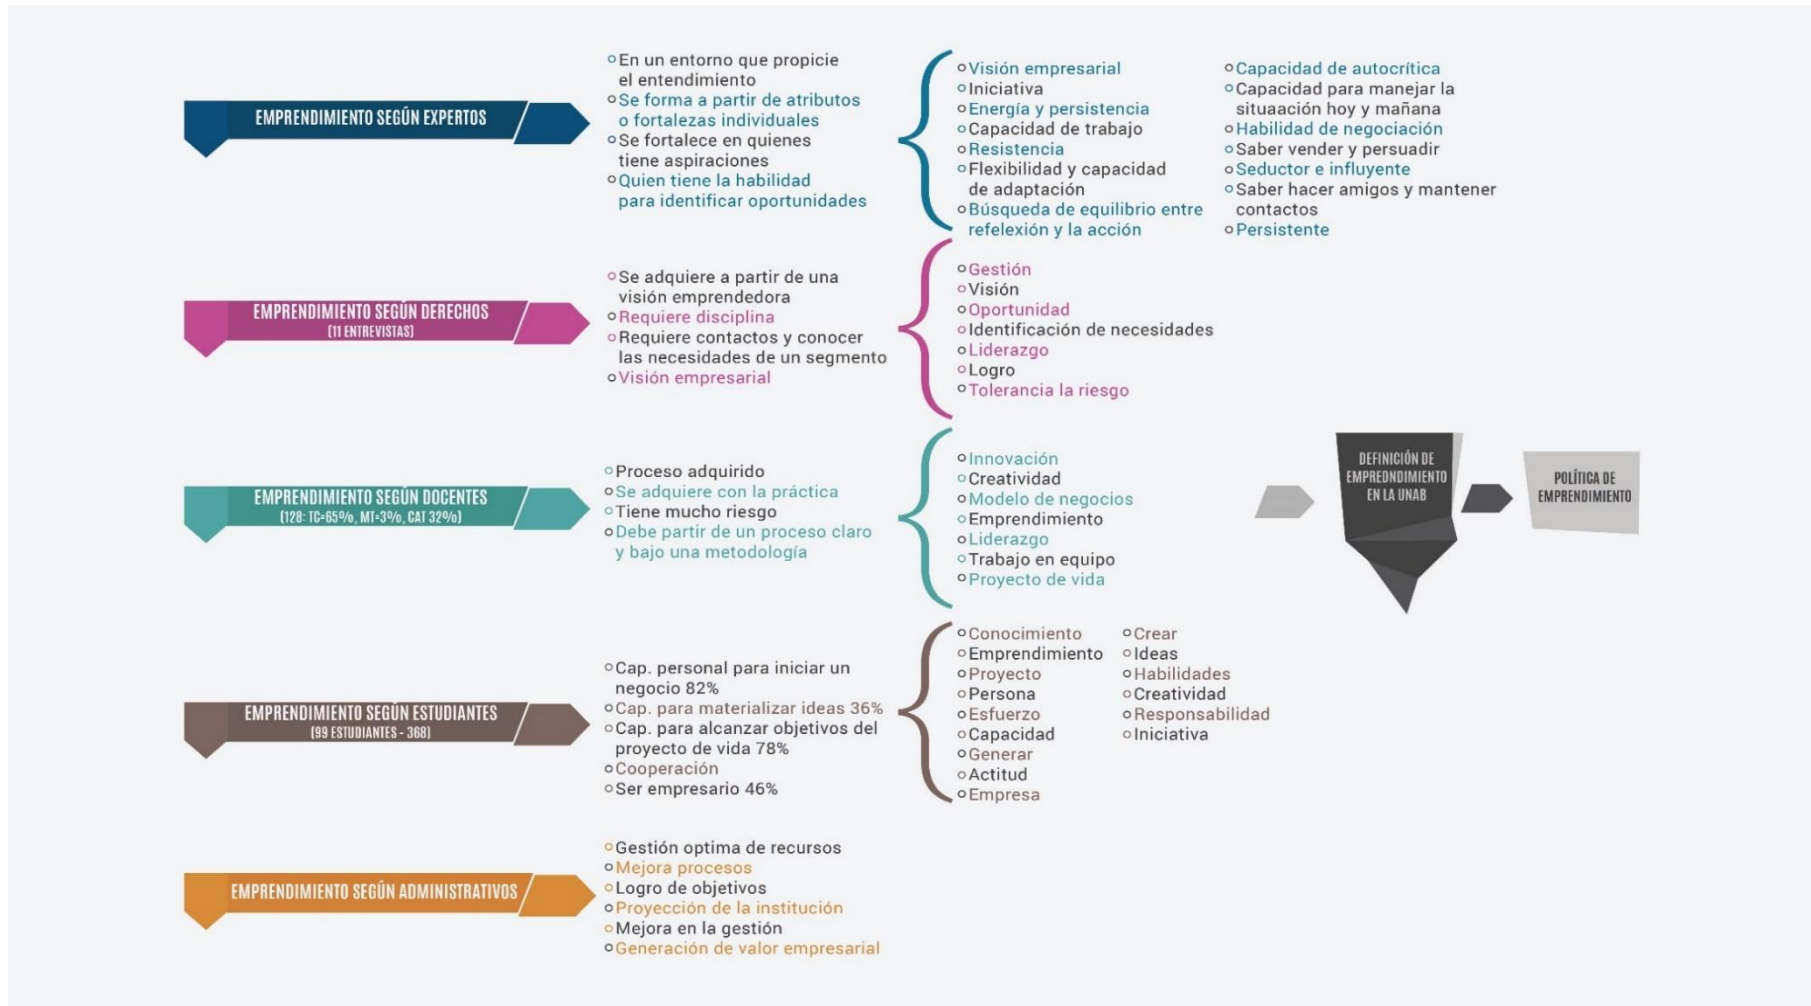 EMPRENDIMIENTO SEGÚN EXPERTOS
En un entorno que propicie
el entendimiento
Se forma a partir de atributos
o fortalezas individuales
Se fortalece en quienes
tiene aspiraciones
Quien tiene la habilidad
para identificar oportunidades
Visión empresarial
Iniciativa
Energía y persistencia
Capacidad de trabajo
Resistencia
Flexibilidad y capacidad
de adaptación
Búsqueda de equilibrio entre
refelexión y la acción
Capacidad de autocrítica
Capacidad para manejar la
situaación hoy y mañana
Habilidad de negociación
Saber vender y persuadir
Seductor e influyente
Saber hacer amigos y mantener
contactos
Persistente
EMPRENDIMIENTO SEGÚN DERECHOS
(11 ENTREVISTAS)
Se adquiere a partir de una
visión emprendedora
Requiere disciplina
Requiere contactos y conocer
las necesidades de un segmento
Visión empresarial
Gestión
Visión
Oportunidad
Identificación de necesidades
Liderazgo
Logro
Tolerancia la riesgo
EMPRENDIMIENTO SEGÚN DOCENTES
(128: TC=65%, MT=3%, CAT 32%)
Proceso adquirido
Se adquiere con la práctica
Tiene mucho riesgo
Debe partir de un proceso claro
y bajo una metodología
Innovación
Creatividad
Modelo de negocios
Emprendimiento
Liderazgo
Trabajo en equipo
Proyecto de vida
EMPRENDIMIENTO SEGÚN ESTUDIANTES
(99 ESTUDIANTES - 368)
Cap. personal para iniciar un
negocio 82%
Cap. para materializar ideas 36%
Cap. para alcanzar objetivos del
proyecto de vida 78%
Cooperación
Ser empresario 46%
Conocimiento
Emprendimiento
Proyecto
Persona
Esfuerzo
Capacidad
Generar
Actitud
Empresa
Crear
Ideas
Habilidades
Creatividad
Responsabilidad
Iniciativa
EMPRENDIMIENTO SEGÚN ADMINISTRATIVOS
Gestión optima de recursos
Mejora procesos
Logro de objetivos
Proyección de la institución
Mejora en la gestión
Generación de valor empresarial
DEFINICIÓN DE
EMPREDNDIMIENTO
EN LA UNAB
POLÍTICA DE
EMPRENDIMIENTO